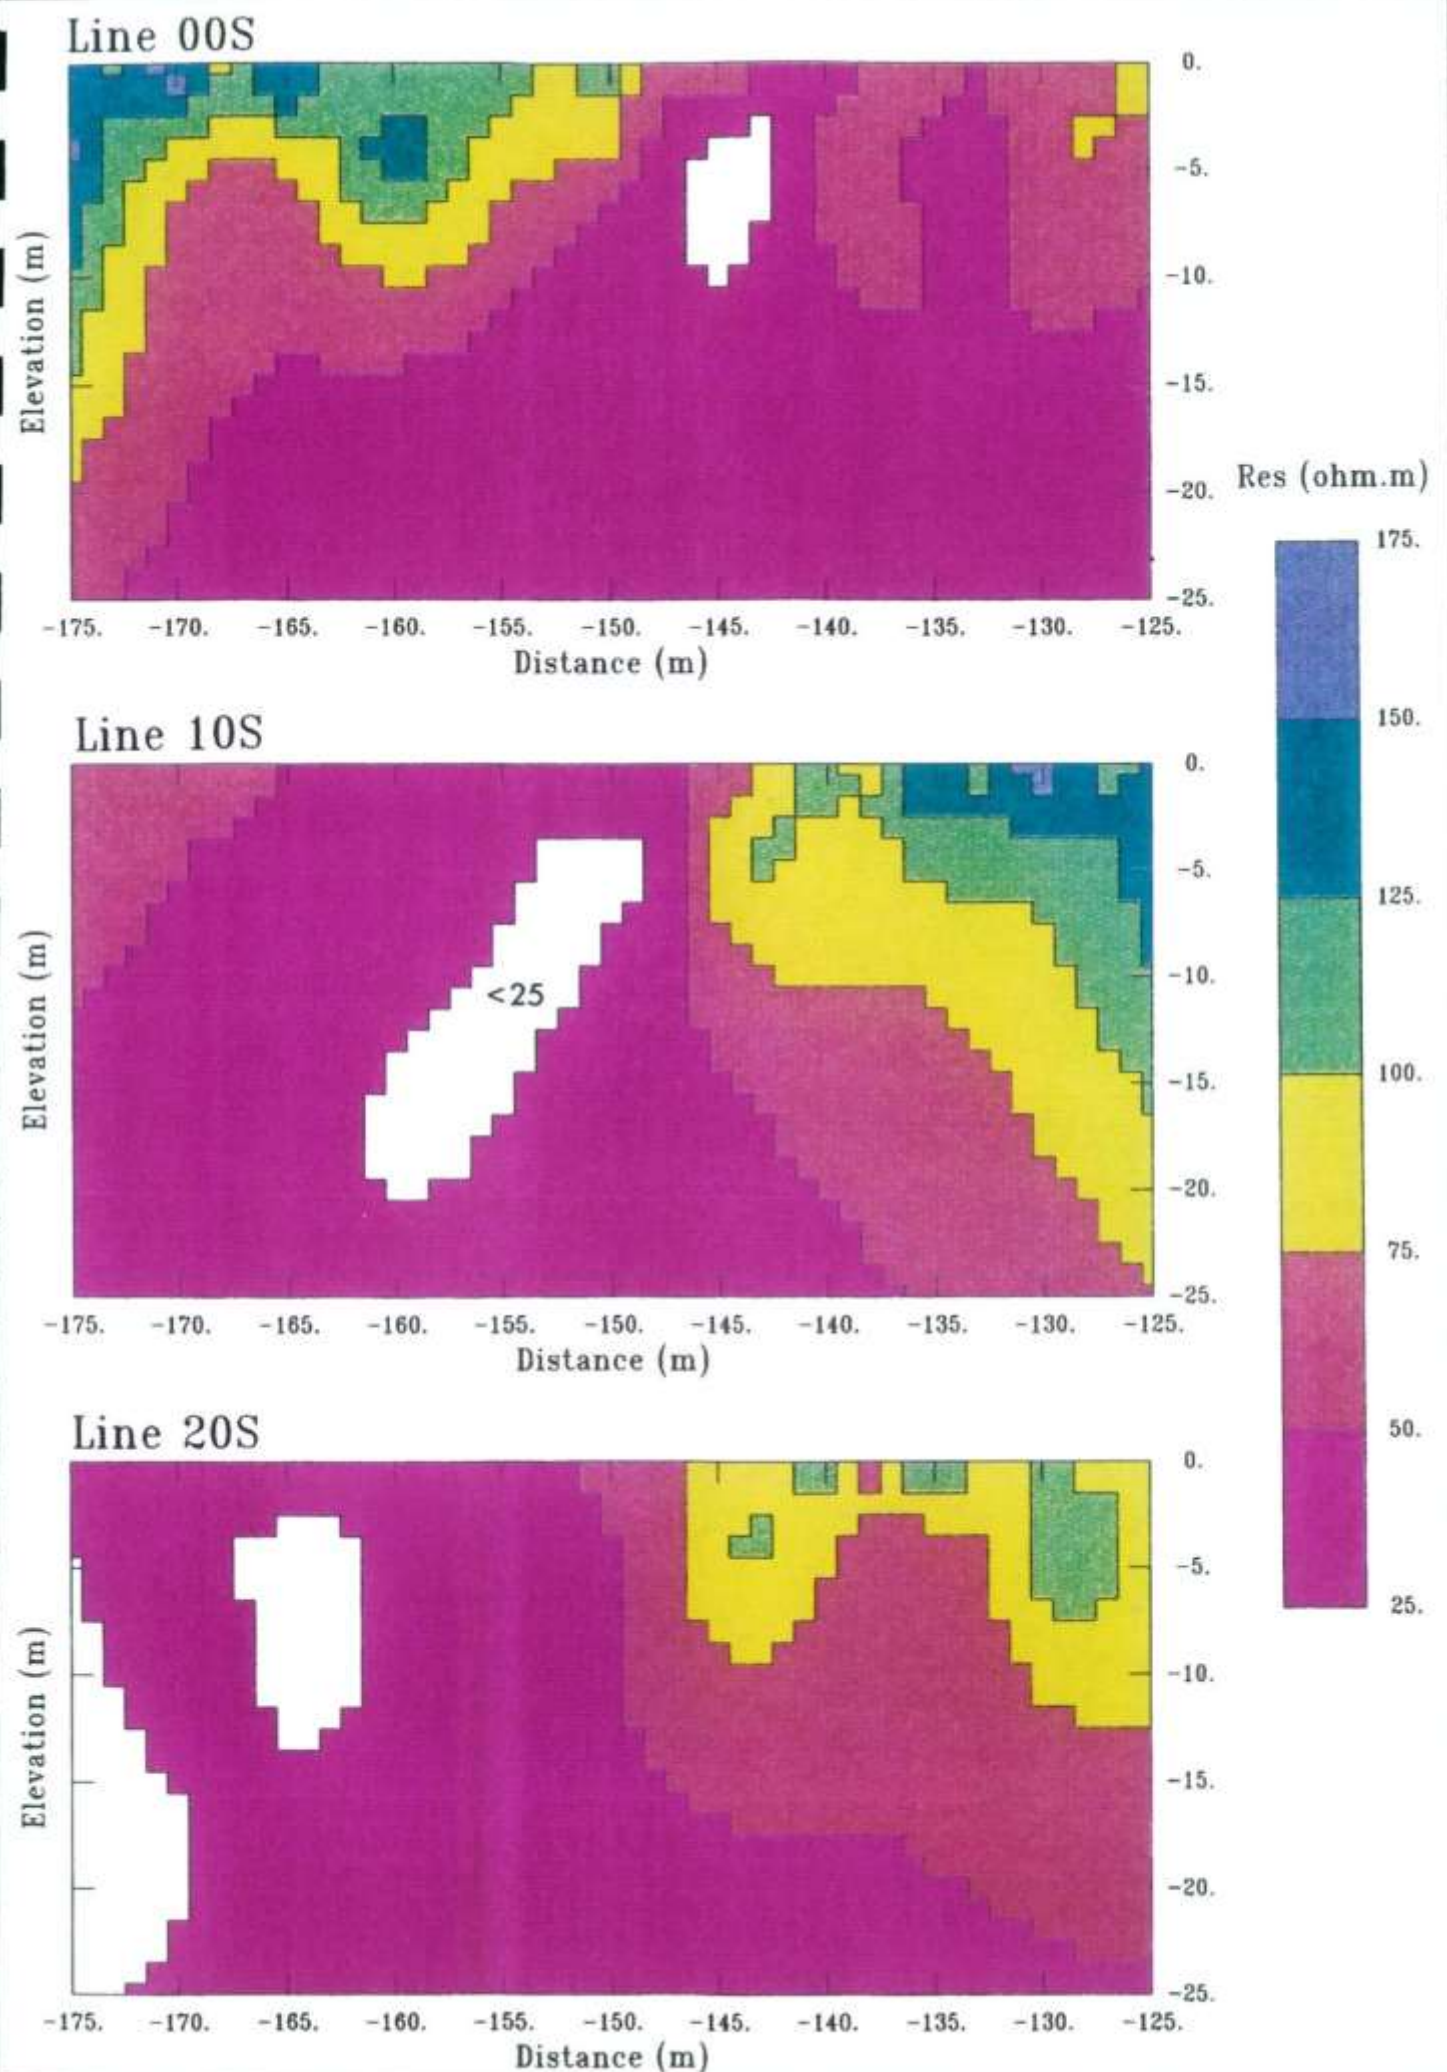 Line 00S
0.
-5.
-10.
-15.
-20.
-25.
Elevation (m)
-175. -170. -165. -160. -155. -150. -145. -140. -135. -130. -125.
Distance (m)
Res (ohm.m)
175.
150.
125.
100.
75.
50.
25.
Line 10S
0.
-5.
-10.
-15.
-20.
-25.
<25
Elevation (m)
-175. -170. -165. -160. -155. -150. -145. -140. -135. -130. -125.
Distance (m)
Line 20S
0.
-5.
-10.
-15.
-20.
-25.
Elevation (m)
-175. -170. -165. -160. -155. -150. -145. -140. -135. -130. -125.
Distance (m)